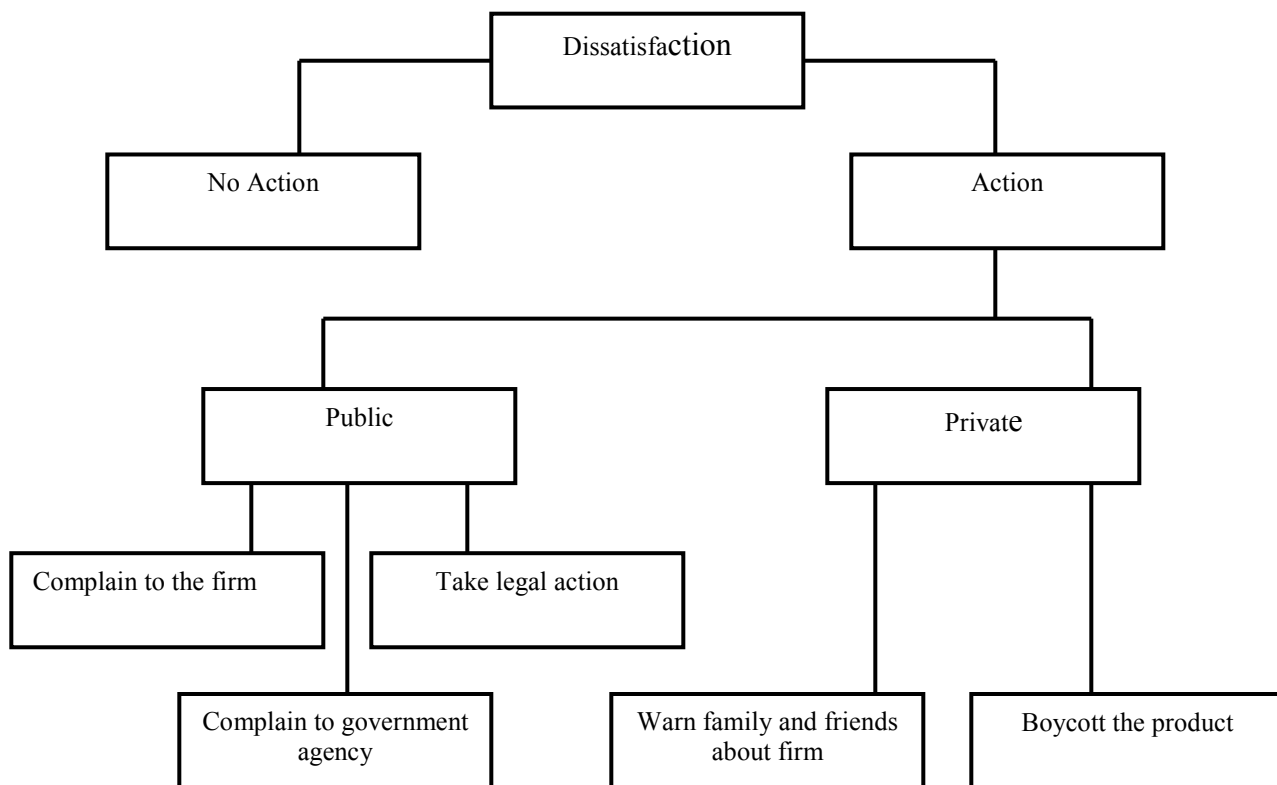 Dissatisfaction
No Action
Action
Public
Private
Complain to the firm
Take legal action
Complain to government
agency
Warn family and friends
about firm
Boycott the product